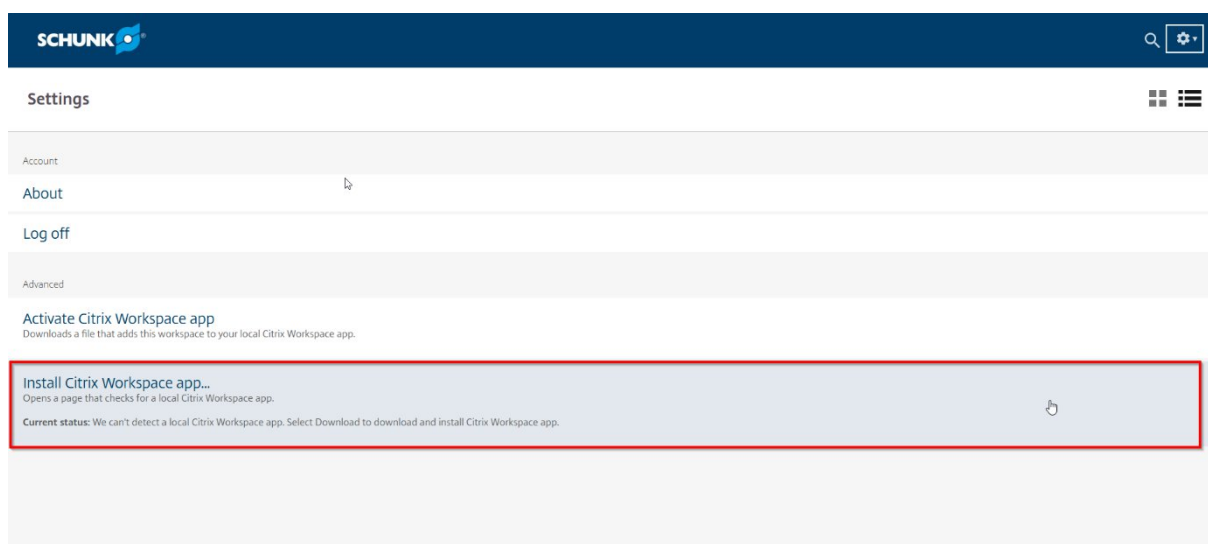 SCHUNK
Settings
Account
About
Log off
Advanced
Activate Citrix Workspace app
Downloads a file that adds this workspace to your local Citrix Workspace app.
Install Citrix Workspace app...
Opens a page that checks for a local Citrix Workspace app.
Current status: We can't detect a local Citrix Workspace app. Select Download to download and install Citrix Workspace app.